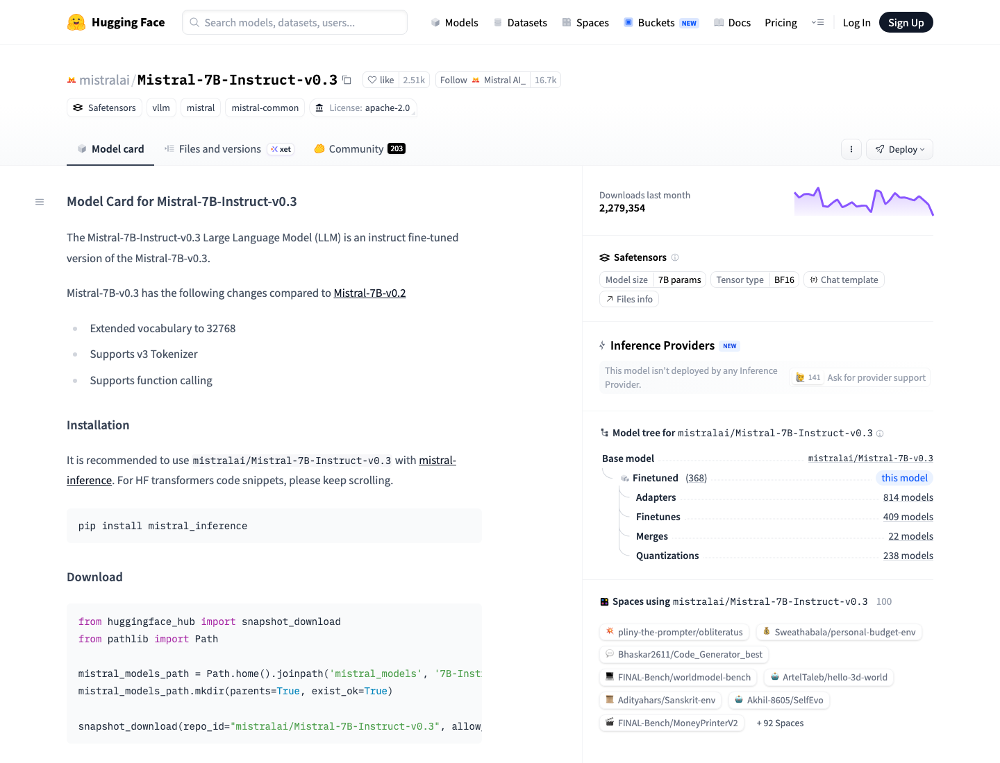 Hugging Face
Search models, datasets, users...
Models
Datasets
Spaces
Buckets NEW
Docs
Pricing
Log In
Sign Up
mistralai/Mistral-7B-Instruct-v0.3
like 2.51k
Follow Mistral AI_ 16.7k
Safetensors
vllm
mistral
mistral-common
License: apache-2.0
Model card
Files and versions xet
Community 203
Deploy
Model Card for Mistral-7B-Instruct-v0.3
The Mistral-7B-Instruct-v0.3 Large Language Model (LLM) is an instruct fine-tuned
version of the Mistral-7B-v0.3.
Mistral-7B-v0.3 has the following changes compared to Mistral-7B-v0.2
Extended vocabulary to 32768
Supports v3 Tokenizer
Supports function calling
Installation
It is recommended to use mistralai/Mistral-7B-Instruct-v0.3 with mistral-
inference. For HF transformers code snippets, please keep scrolling.
pip install mistral_inference
Download
from huggingface_hub import snapshot_download
from pathlib import Path
mistral_models_path = Path.home().joinpath('mistral_models', '7B-Inst
mistral_models_path.mkdir(parents=True, exist_ok=True)
snapshot_download(repo_id="mistralai/Mistral-7B-Instruct-v0.3", allow_
Downloads last month
2,279,354
Safetensors
Model size 7B params
Tensor type BF16
Chat template
Files info
Inference Providers NEW
This model isn't deployed by any Inference
Provider.
141 Ask for provider support
Model tree for mistralai/Mistral-7B-Instruct-v0.3
Base model mistralai/Mistral-7B-v0.3
Finetuned (368) this model
Adapters 814 models
Finetunes 409 models
Merges 22 models
Quantizations 238 models
Spaces using mistralai/Mistral-7B-Instruct-v0.3 100
pliny-the-prompter/obliteratus
Sweathabala/personal-budget-env
Bhaskar2611/Code_Generator_best
FINAL-Bench/worldmodel-bench
ArtelTaleb/hello-3d-world
Adityahars/Sanskrit-env
Akhil-8605/SelfEvo
FINAL-Bench/MoneyPrinterV2
+ 92 Spaces